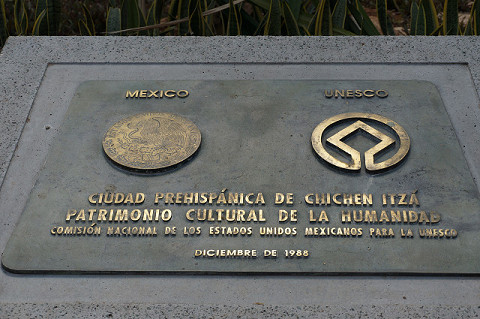 MEXICO UNESCO
CIUDAD PREHISPÁNICA DE CHICHEN ITZÁ
PATRIMONIO CULTURAL DE LA HUMANIDAD
COMISIÓN NACIONAL DE LOS ESTADOS UNIDOS MEXICANOS PARA LA UNESCO
DICIEMBRE DE 1988